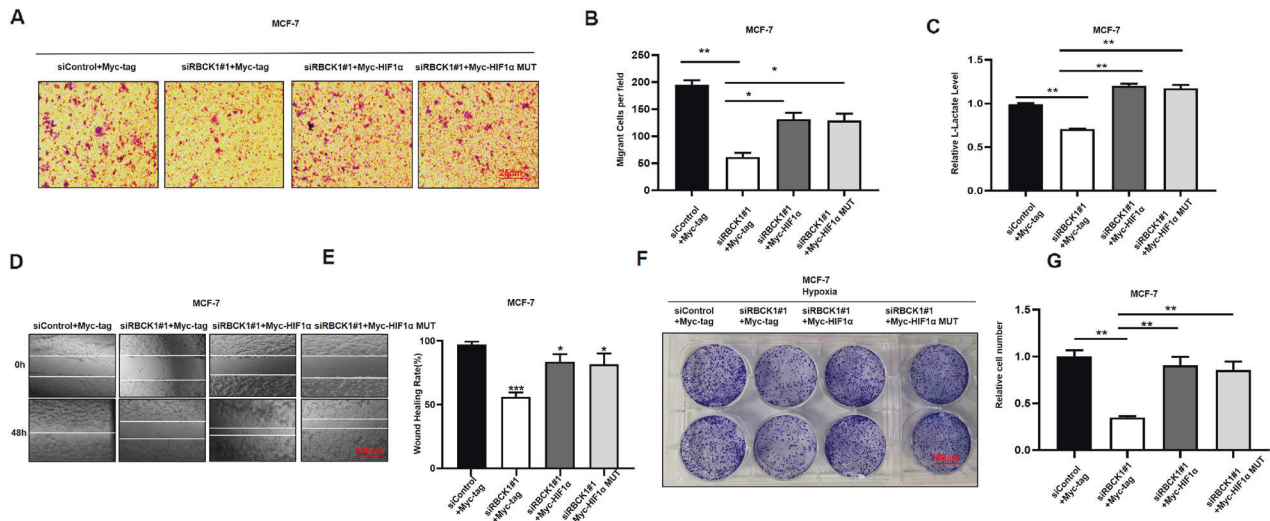 A
MCF-7
siControl+Myc-tag
siRBCK1#1+Myc-tag
siRBCK1#1+Myc-HIF1α
siRBCK1#1+Myc-HIF1α MUT
25μm
B
MCF-7
Migrant Cells per field
250
200
150
100
50
0
**
*
*
siControl
+Myc-tag
siRBCK1#1
+Myc-tag
siRBCK1#1
+Myc-HIF1α
siRBCK1#1
+Myc-HIF1α MUT
C
MCF-7
Relative L-Lactate Level
1.5
1.0
0.5
0.0
**
**
**
siControl
+Myc-tag
siRBCK1#1
+Myc-tag
siRBCK1#1
+Myc-HIF1α
siRBCK1#1
+Myc-HIF1α MUT
D
MCF-7
siControl+Myc-tag
siRBCK1#1+Myc-tag
siRBCK1#1+Myc-HIF1α
siRBCK1#1+Myc-HIF1α MUT
0h
48h
E
MCF-7
Wound Healing Rate(%)
100
50
0
***
*
*
siControl
+Myc-tag
siRBCK1#1
+Myc-tag
siRBCK1#1
+Myc-HIF1α
siRBCK1#1
Myc-HIF1α MUT
F
MCF-7
Hypoxia
siControl
+Myc-tag
siRBCK1#1
+Myc-tag
siRBCK1#1
+Myc-HIF1α
siRBCK1#1
+Myc-HIF1α MUT
G
MCF-7
Relative cell number
1.5
1.0
0.5
0.0
**
**
**
siControl
+Myc-tag
siRBCK1#1
+Myc-tag
siRBCK1#1
+Myc-HIF1α
siRBCK1#1
+Myc-HIF1α MUT